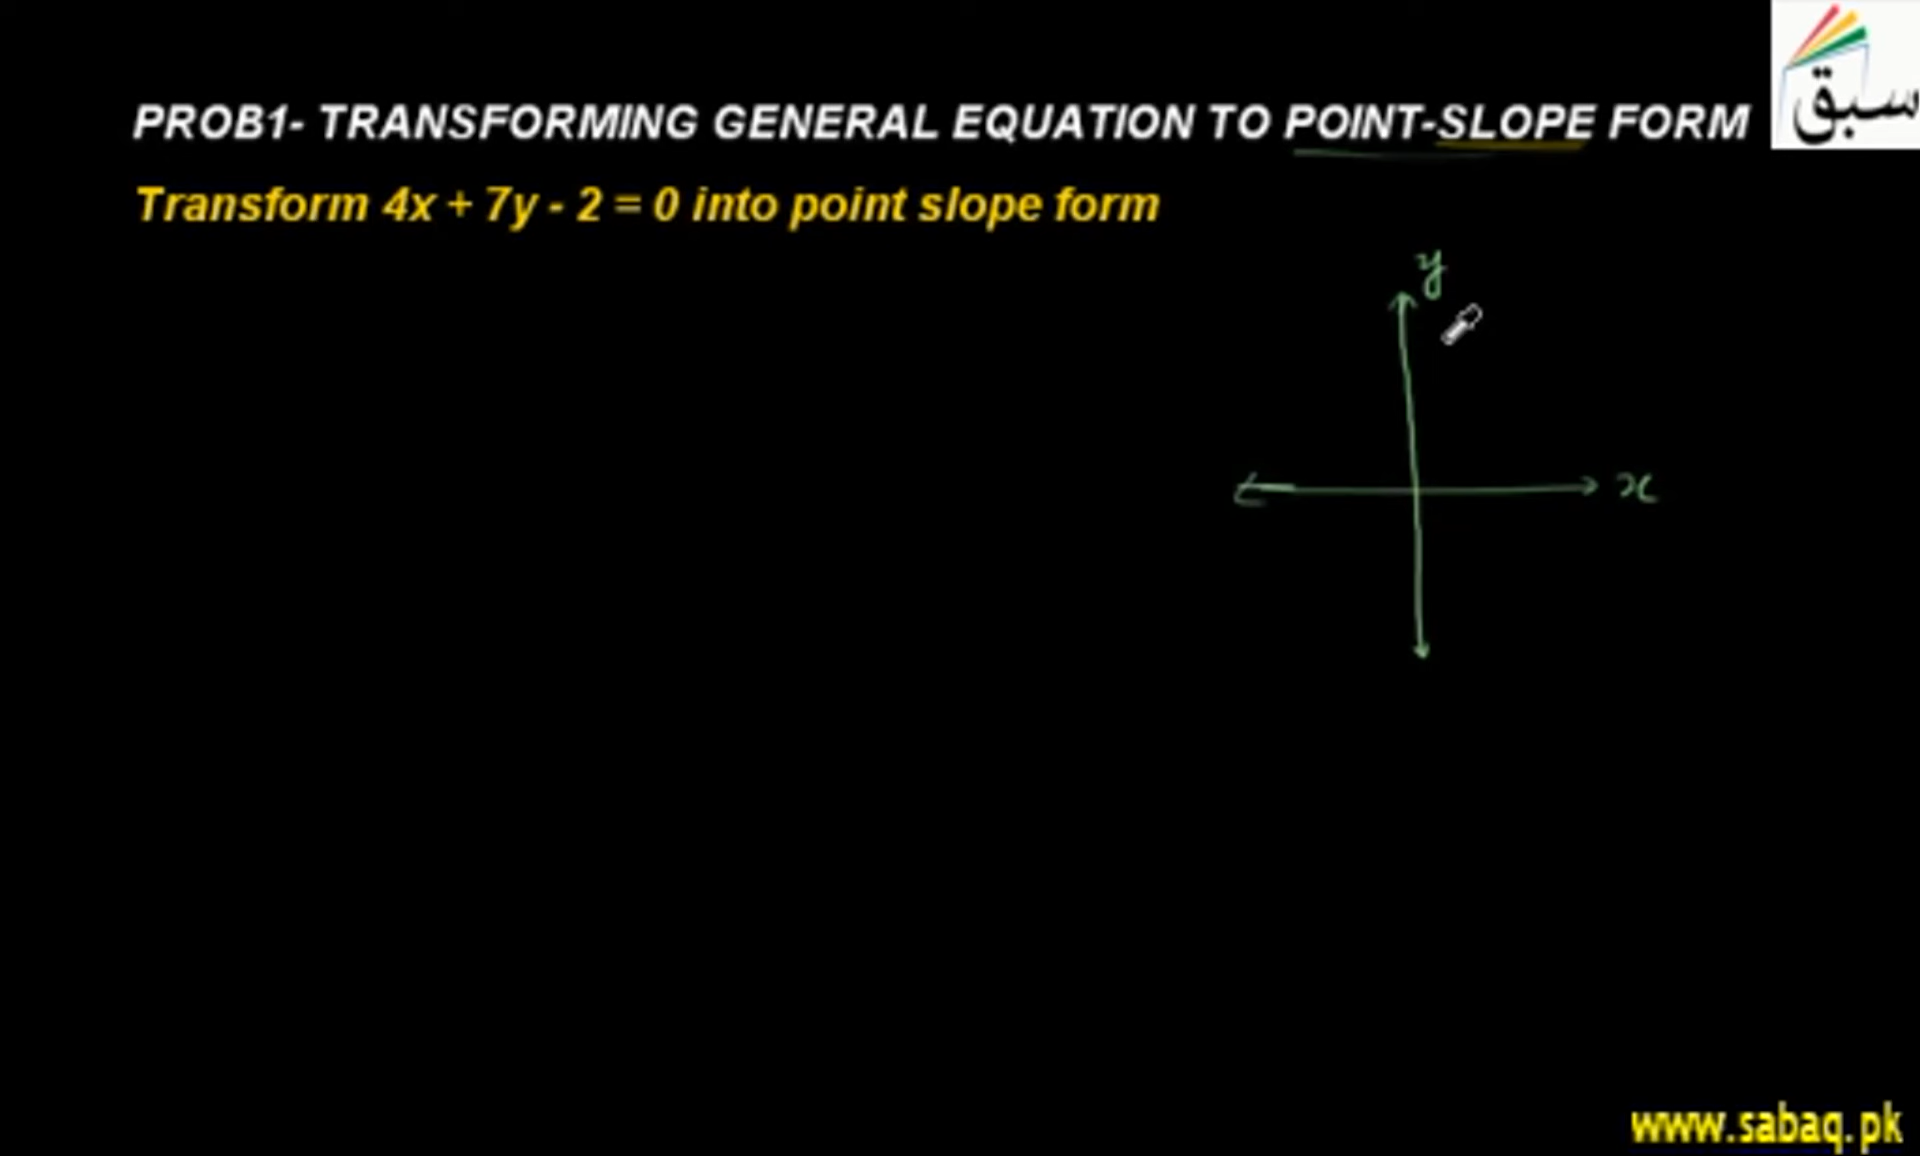 سبق
PROB1- TRANSFORMING GENERAL EQUATION TO POINT-SLOPE FORM
Transform 4x + 7y - 2 = 0 into point slope form
y
x
www.sabaq.pk